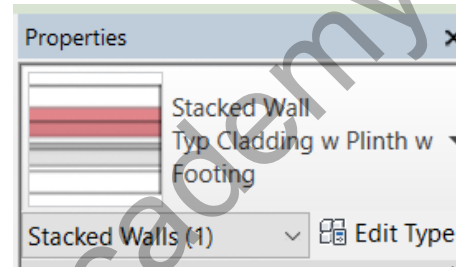 Properties
Stacked Wall
Typ Cladding w Plinth w
Footing
Stacked Walls (1)
Edit Type